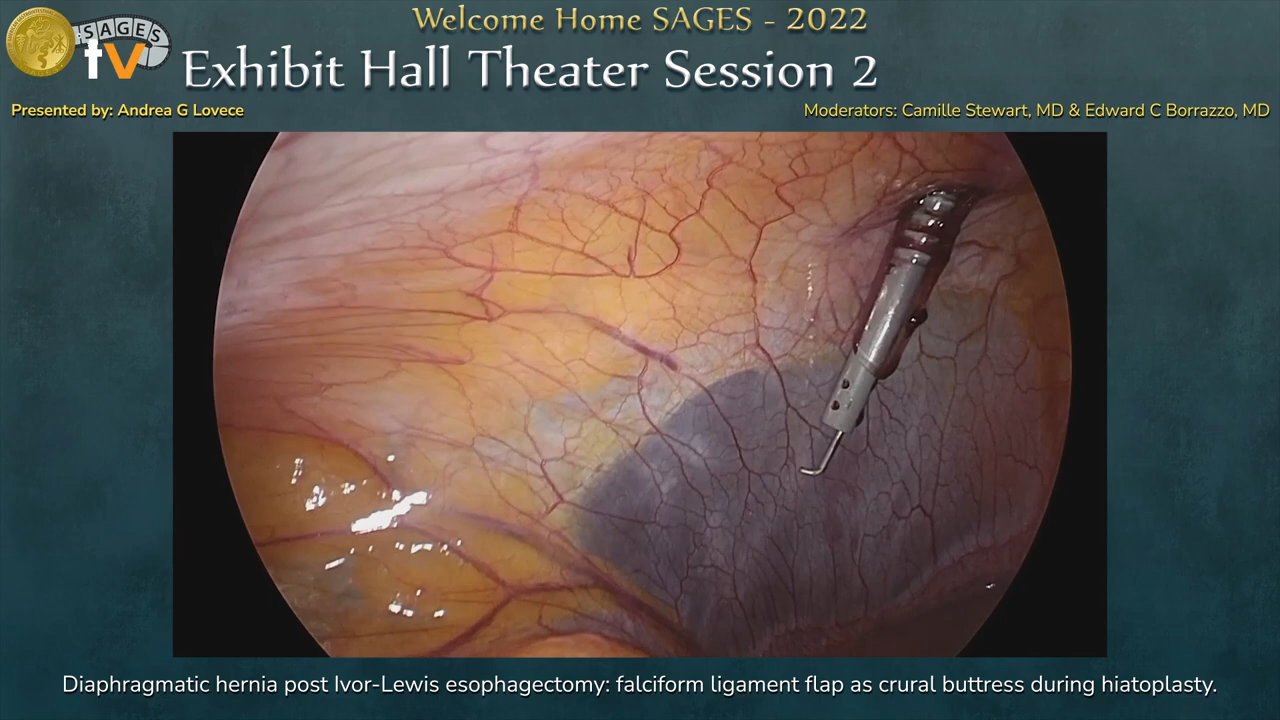 Welcome Home SAGES - 2022
SAGES
tv
Exhibit Hall Theater Session 2
Presented by: Andrea G Lovece
Moderators: Camille Stewart, MD & Edward C Borrazzo, MD
Diaphragmatic hernia post Ivor-Lewis esophagectomy: falciform ligament flap as crural buttress during hiatoplasty.